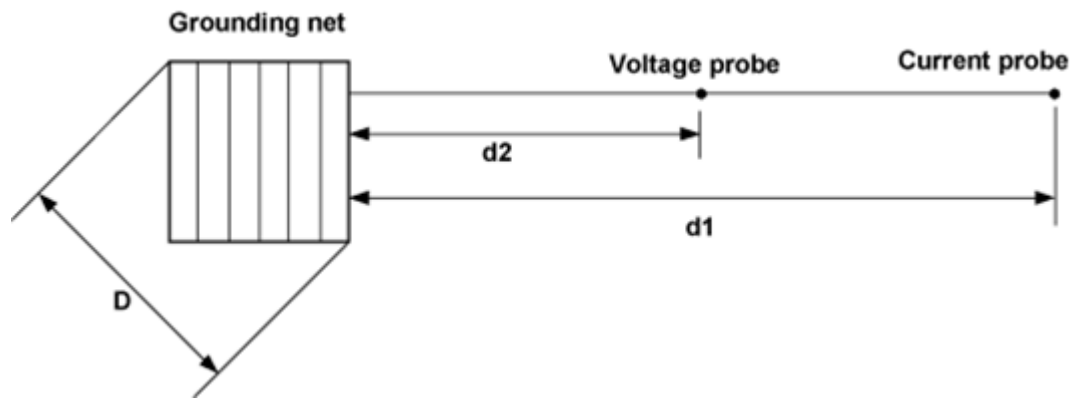 Grounding net
Voltage probe
Current probe
d2
d1
D